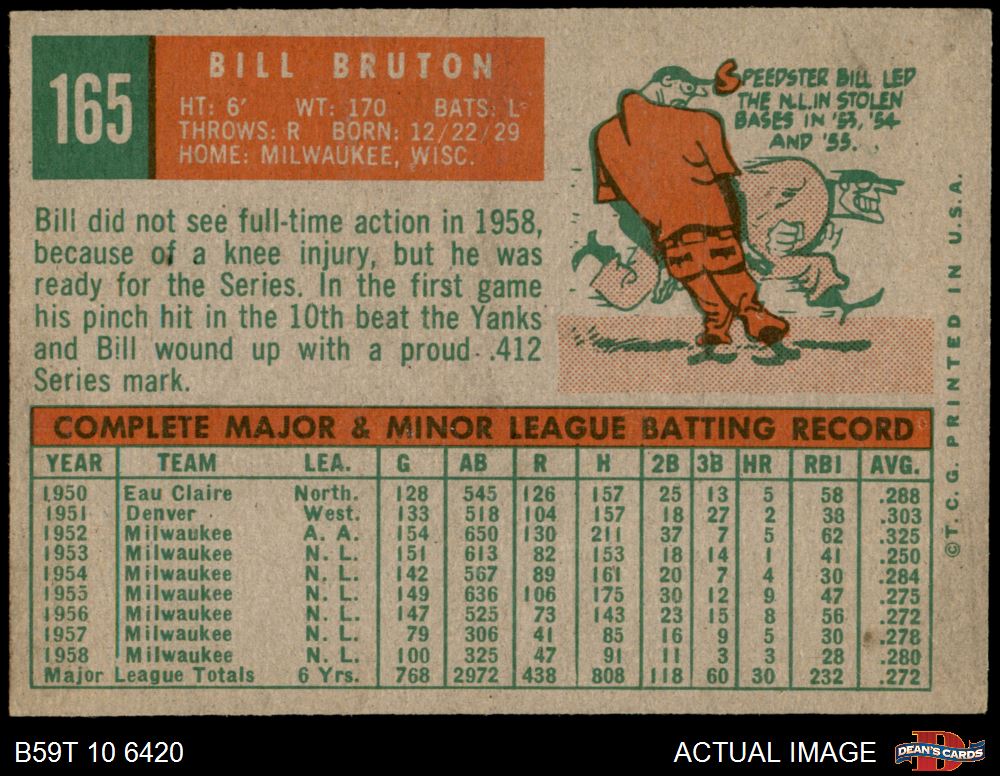 165
BILL BRUTON
HT: 6' WT: 170 BATS: L
THROWS: R BORN: 12/22/29
HOME: MILWAUKEE, WISC.
SPEEDSTER BILL LED
THE N.L. IN STOLEN
BASES IN '53, '54
AND '55.
Bill did not see full-time action in 1958,
because of a knee injury, but he was
ready for the Series. In the first game
his pinch hit in the 10th beat the Yanks
and Bill wound up with a proud .412
Series mark.
COMPLETE MAJOR & MINOR LEAGUE BATTING RECORD
YEAR TEAM LEA. G AB R H 2B 3B HR RBI AVG.
1950 Eau Claire North. 128 545 126 157 25 13 5 58 .288
1951 Denver West. 133 518 104 157 18 27 2 38 .303
1952 Milwaukee A. A. 154 650 130 211 37 7 5 62 .325
1953 Milwaukee N. L. 151 613 82 153 18 14 1 41 .250
1954 Milwaukee N. L. 142 567 89 161 20 7 4 30 .284
1955 Milwaukee N. L. 149 636 106 175 30 12 9 47 .275
1956 Milwaukee N. L. 147 525 73 143 23 15 8 56 .272
1957 Milwaukee N. L. 79 306 41 85 16 9 5 30 .278
1958 Milwaukee N. L. 100 325 47 91 11 3 3 28 .280
Major League Totals 6 Yrs. 768 2972 438 808 118 60 30 232 .272
©T.C.G. PRINTED IN U.S.A.
B59T 10 6420
ACTUAL IMAGE
DEAN'S CARDS